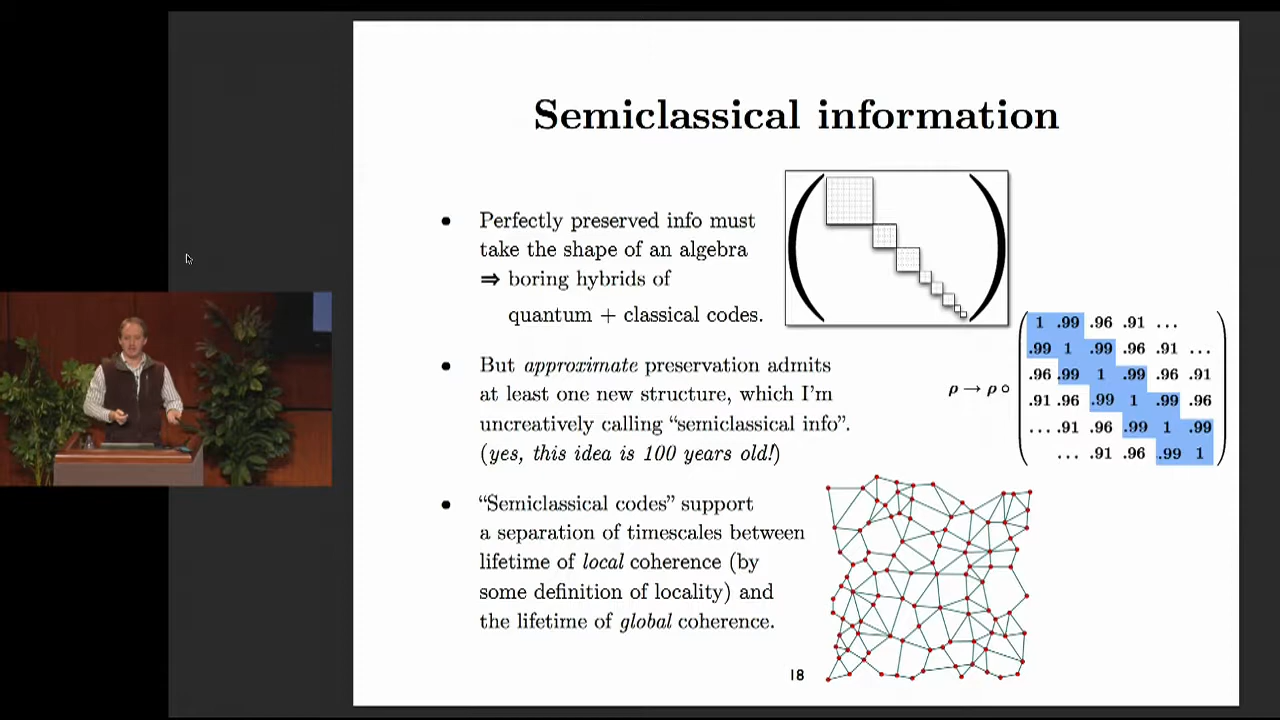 Semiclassical information
• Perfectly preserved info must
take the shape of an algebra
⇒ boring hybrids of
quantum + classical codes.
• But approximate preservation admits
at least one new structure, which I'm
uncreatively calling “semiclassical info”.
(yes, this idea is 100 years old!)
ρ → ρ ∘
1 .99 .96 .91 ...
.99 1 .99 .96 .91 ...
.96 .99 1 .99 .96 .91
.91 .96 .99 1 .99 .96
... .91 .96 .99 1 .99
... .91 .96 .99 1
• “Semiclassical codes” support
a separation of timescales between
lifetime of local coherence (by
some definition of locality) and
the lifetime of global coherence.
18